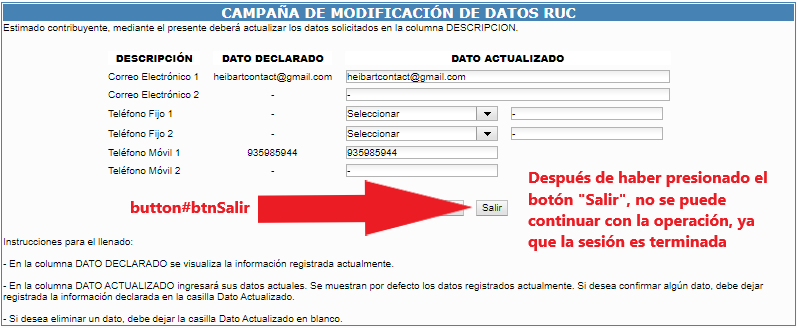 CAMPAÑA DE MODIFICACIÓN DE DATOS RUC
Estimado contribuyente, mediante el presente deberá actualizar los datos solicitados en la columna DESCRIPCION.
DESCRIPCIÓN DATO DECLARADO DATO ACTUALIZADO
Correo Electrónico 1 heibartcontact@gmail.com heibartcontact@gmail.com
Correo Electrónico 2 - -
Teléfono Fijo 1 - Seleccionar -
Teléfono Fijo 2 - Seleccionar -
Teléfono Móvil 1 935985944 935985944
Teléfono Móvil 2 - -
button#btnSalir
Salir
Después de haber presionado el
botón "Salir", no se puede
continuar con la operación, ya
que la sesión es terminada
Instrucciones para el llenado:
- En la columna DATO DECLARADO se visualiza la información registrada actualmente.
- En la columna DATO ACTUALIZADO ingresará sus datos actuales. Se muestran por defecto los datos registrados actualmente. Si desea confirmar algún dato, debe dejar
registrada la información declarada en la casilla Dato Actualizado.
- Si desea eliminar un dato, debe dejar la casilla Dato Actualizado en blanco.